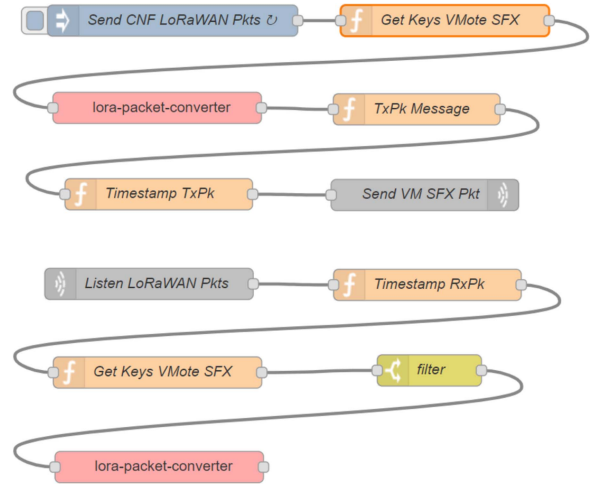 Send CNF LoRaWAN Pkts ↻
Get Keys VMote SFX
lora-packet-converter
TxPk Message
Timestamp TxPk
Send VM SFX Pkt
Listen LoRaWAN Pkts
Timestamp RxPk
Get Keys VMote SFX
filter
lora-packet-converter